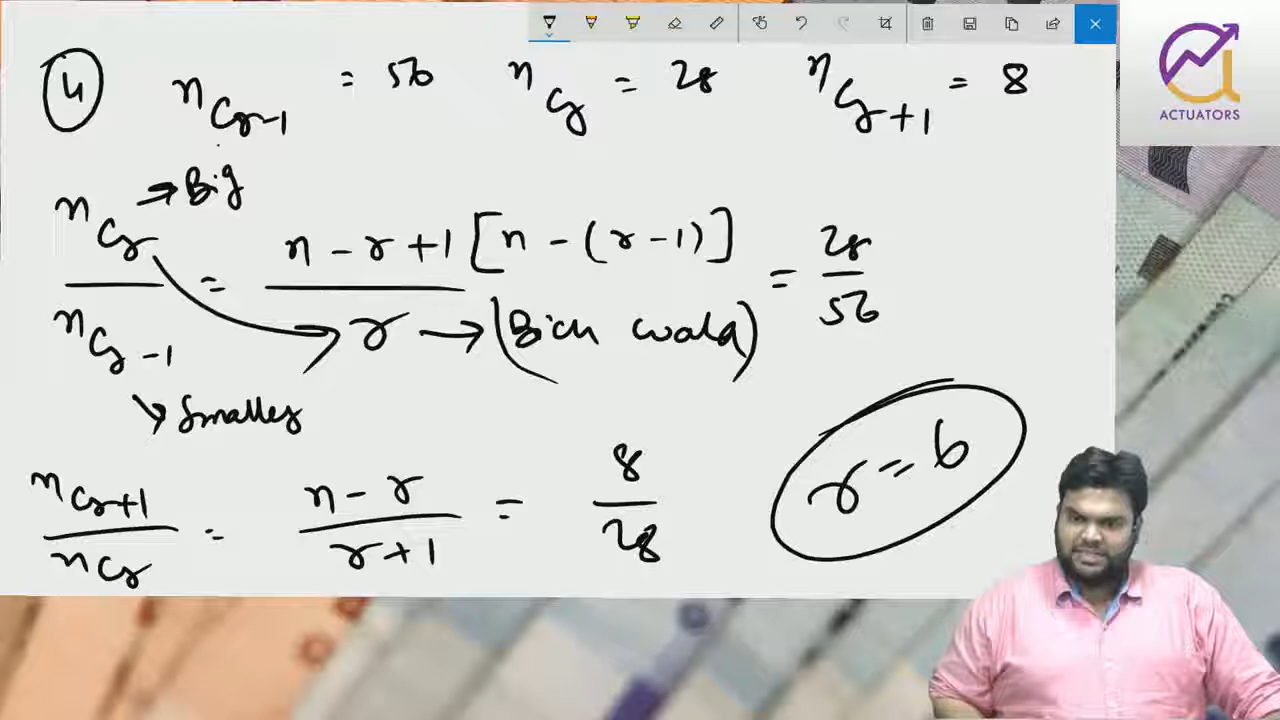 4 nCr-1 = 56 nCr = 28 nCr+1 = 8
ACTUATORS
nCr → Big
nCr / nCr-1 = n - r + 1 [n - (r - 1)] / r → (Bich wala) = 28 / 56
↘ Smaller
nCr+1 / nCr = n - r / r + 1 = 8 / 28
r = 6